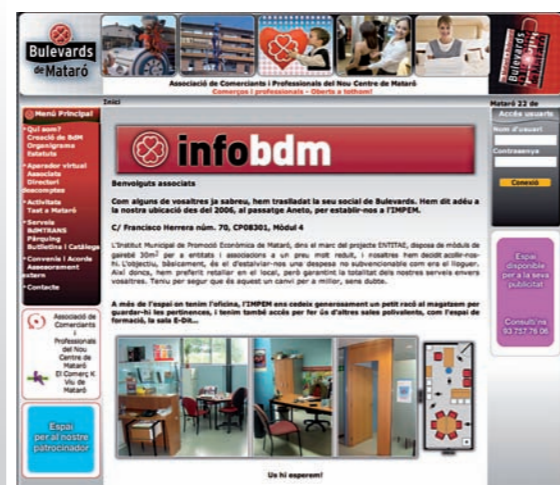 Bulevards
de Mataró
Bulevards
Associació de Comerciants i Professionals del Nou Centre de Mataró
Comerços i professionals - Oberts a tothom!
Inici
Mataró 22 de
Menú Principal
Qui som?
Creació de BdM
Organigrama
Estatuts
Aparador virtual
Associats
Directori
descomptes
Activitats
Tast a Mataró
Serveis
BdMTRANS
Pàrquing
Butlletins i Catàlegs
Convenis i Acords
Assessorament
extern
Contacte
Associació de
Comerciants
i
Professionals
del Nou
Centre de
Mataró
El Comerç K
Viu de
Mataró
Espai
per al nostre
patrocinador
infobdm
Benvolguts associats
Com alguns de vosaltres ja sabreu, hem traslladat la seu social de Bulevards. Hem dit adéu a
la nostra ubicació des del 2006, al passatge Aneto, per establir-nos a l'IMPEM.
C/ Francisco Herrera núm. 70, CP08301, Mòdul 4
L'Institut Municipal de Promoció Econòmica de Mataró, dins el marc del projecte ENTITAE, disposa de mòduls de
gairebé 30m² per a entitats i associacions a un preu molt reduït, i nosaltres hem decidit acollir-nos-
hi. L'objectiu, bàsicament, és el d'estalviar-nos una despesa no subvencionable com era el lloguer.
Així doncs, hem preferit retallar en el local, però garantint la totalitat dels nostres serveis envers
vosaltres. Teniu per segur que és aquest un canvi per a millor, sens dubte.
A més de l'espai on tenim l'oficina, l'IMPEM ens cedeix generosament un petit racó al magatzem per
guardar-hi les pertinences, i tenim també accés per fer ús d'altres sales polivalents, com l'espai de
formació, la sala E-Dit...
Us hi esperem!
Accés usuaris
Nom d'usuari
Contrasenya
Connexió
Espai
disponible
per a la seva
publicitat
Consulti'ns
93 757 76 06